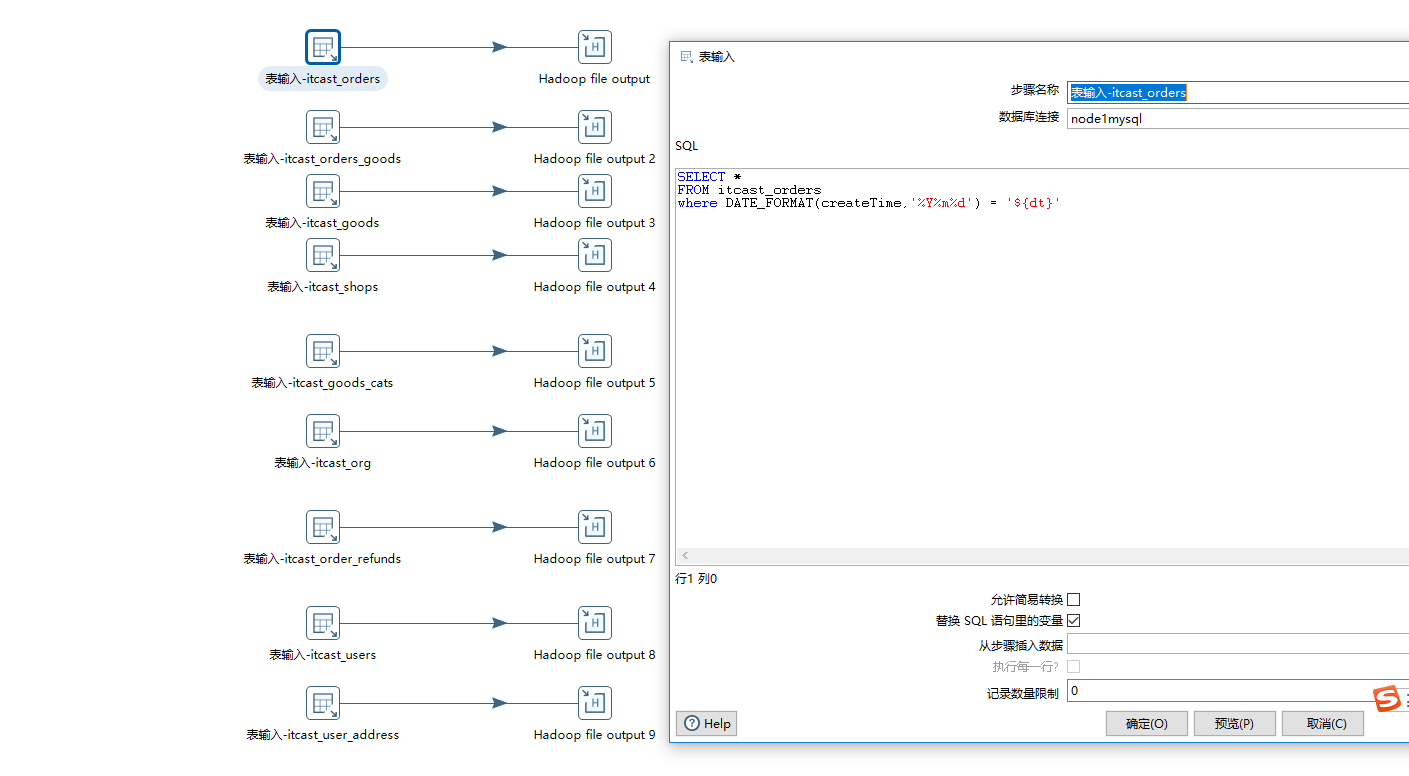 表输入-itcast_orders
Hadoop file output
表输入-itcast_orders_goods
Hadoop file output 2
表输入-itcast_goods
Hadoop file output 3
表输入-itcast_shops
Hadoop file output 4
表输入-itcast_goods_cats
Hadoop file output 5
表输入-itcast_org
Hadoop file output 6
表输入-itcast_order_refunds
Hadoop file output 7
表输入-itcast_users
Hadoop file output 8
表输入-itcast_user_address
Hadoop file output 9
表输入
步骤名称 表输入-itcast_orders
数据库连接 node1mysql
SQL
SELECT *
FROM itcast_orders
where DATE_FORMAT(createTime,'%Y%m%d') = '${dt}'
行1 列0
允许简易转换
替换 SQL 语句里的变量
从步骤插入数据
执行每一行?
记录数量限制 0
Help
确定(O)
预览(P)
取消(C)